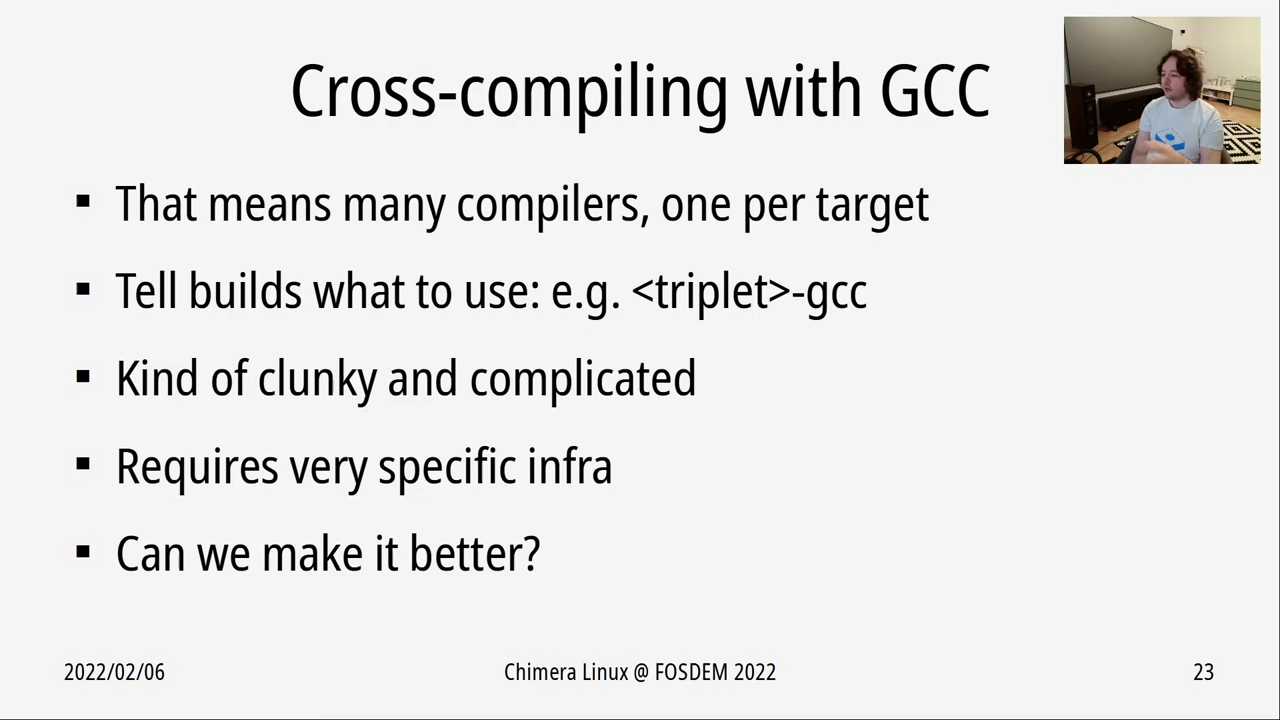 Cross-compiling with GCC
▪ That means many compilers, one per target
▪ Tell builds what to use: e.g. <triplet>-gcc
▪ Kind of clunky and complicated
▪ Requires very specific infra
▪ Can we make it better?
2022/02/06
Chimera Linux @ FOSDEM 2022
23